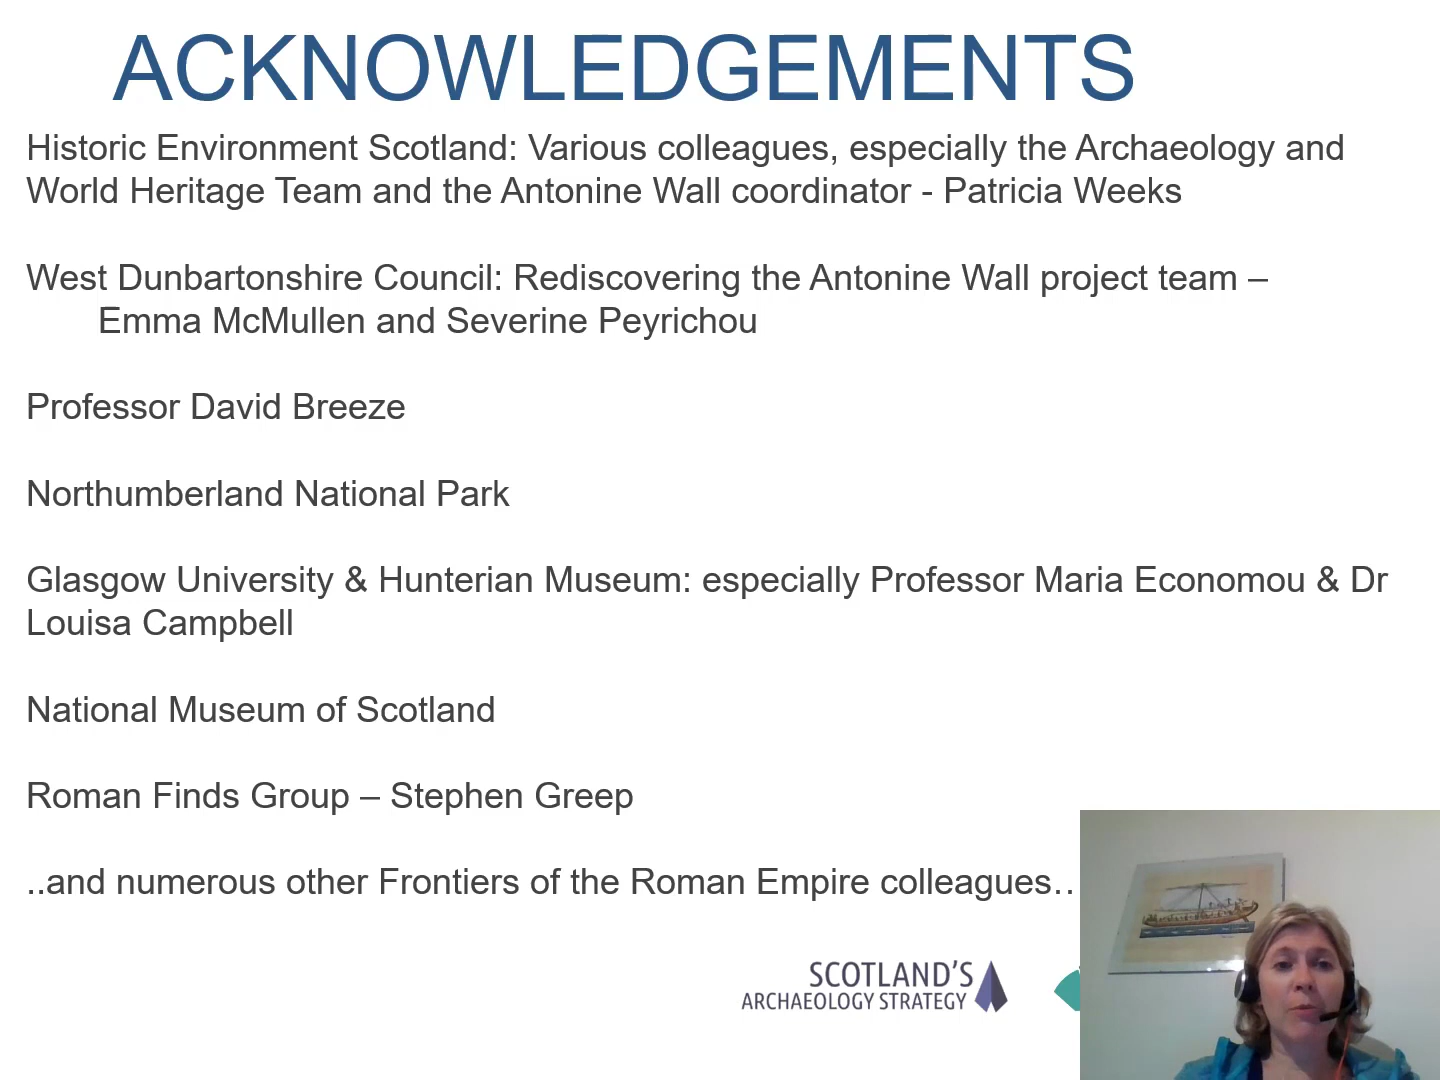 ACKNOWLEDGEMENTS
Historic Environment Scotland: Various colleagues, especially the Archaeology and
World Heritage Team and the Antonine Wall coordinator - Patricia Weeks
West Dunbartonshire Council: Rediscovering the Antonine Wall project team –
Emma McMullen and Severine Peyrichou
Professor David Breeze
Northumberland National Park
Glasgow University & Hunterian Museum: especially Professor Maria Economou & Dr
Louisa Campbell
National Museum of Scotland
Roman Finds Group – Stephen Greep
..and numerous other Frontiers of the Roman Empire colleagues..
SCOTLAND'S
ARCHAEOLOGY STRATEGY